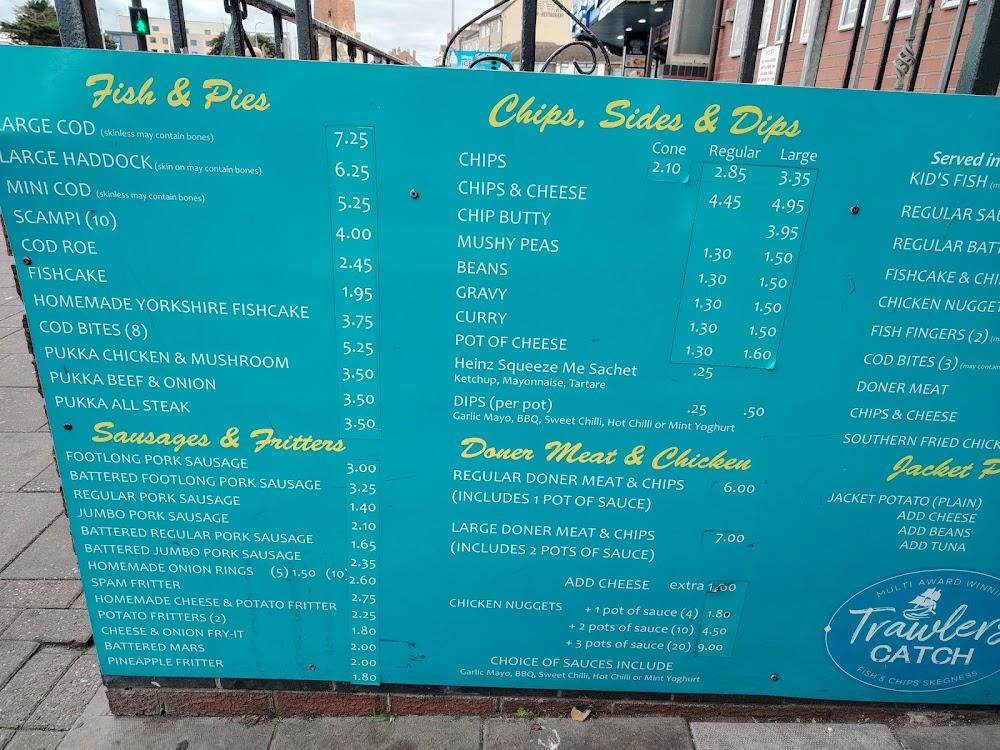 Fish & Pies
LARGE COD (skinless may contain bones) 7.25
LARGE HADDOCK (skin on may contain bones) 6.25
MINI COD (skinless may contain bones) 5.25
SCAMPI (10) 4.00
COD ROE 2.45
FISHCAKE 1.95
HOMEMADE YORKSHIRE FISHCAKE 3.75
COD BITES (8) 5.25
PUKKA CHICKEN & MUSHROOM 3.50
PUKKA BEEF & ONION 3.50
PUKKA ALL STEAK 3.50
Sausages & Fritters
FOOTLONG PORK SAUSAGE 3.00
BATTERED FOOTLONG PORK SAUSAGE 3.25
REGULAR PORK SAUSAGE 1.40
JUMBO PORK SAUSAGE 2.10
BATTERED REGULAR PORK SAUSAGE 1.65
BATTERED JUMBO PORK SAUSAGE 2.35
HOMEMADE ONION RINGS (5) 1.50 (10) 2.60
SPAM FRITTER 2.75
HOMEMADE CHEESE & POTATO FRITTER 2.25
POTATO FRITTERS (2) 1.80
CHEESE & ONION FRY-IT 2.00
BATTERED MARS 2.00
PINEAPPLE FRITTER 1.80
Chips, Sides & Dips
Cone Regular Large
CHIPS 2.10 2.85 3.35
CHIPS & CHEESE 4.45 4.95
CHIP BUTTY 3.95
MUSHY PEAS 1.30 1.50
BEANS 1.30 1.50
GRAVY 1.30 1.50
CURRY 1.30 1.50
POT OF CHEESE 1.30 1.60
Heinz Squeeze Me Sachet .25
Ketchup, Mayonnaise, Tartare
DIPS (per pot) .25 .50
Garlic Mayo, BBQ, Sweet Chilli, Hot Chilli or Mint Yoghurt
Doner Meat & Chicken
REGULAR DONER MEAT & CHIPS 6.00
(INCLUDES 1 POT OF SAUCE)
LARGE DONER MEAT & CHIPS 7.00
(INCLUDES 2 POTS OF SAUCE)
ADD CHEESE extra 1.00
CHICKEN NUGGETS + 1 pot of sauce (4) 1.80
+ 2 pots of sauce (10) 4.50
+ 3 pots of sauce (20) 9.00
CHOICE OF SAUCES INCLUDE
Garlic Mayo, BBQ, Sweet Chilli, Hot Chilli or Mint Yoghurt
Served in
KID'S FISH
REGULAR SAU
REGULAR BATT
FISHCAKE & CHI
CHICKEN NUGGET
FISH FINGERS (2)
COD BITES (3) (may contain
DONER MEAT
CHIPS & CHEESE
SOUTHERN FRIED CHICK
Jacket P
JACKET POTATO (PLAIN)
ADD CHEESE
ADD BEANS
ADD TUNA
MULTI AWARD WINN
Trawlers
CATCH
FISH & CHIPS SKEGNESS